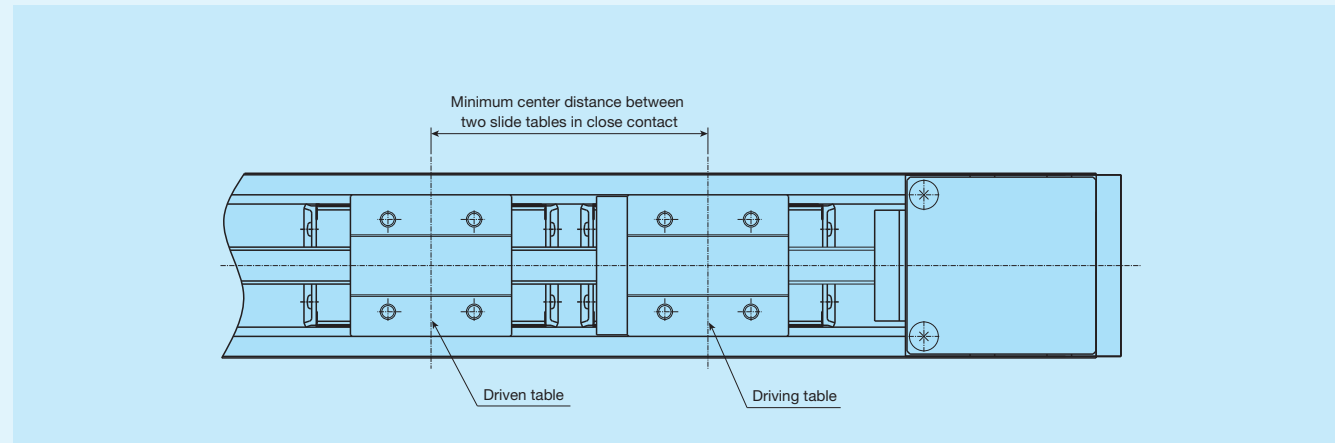 Minimum center distance between
two slide tables in close contact
Driven table
Driving table